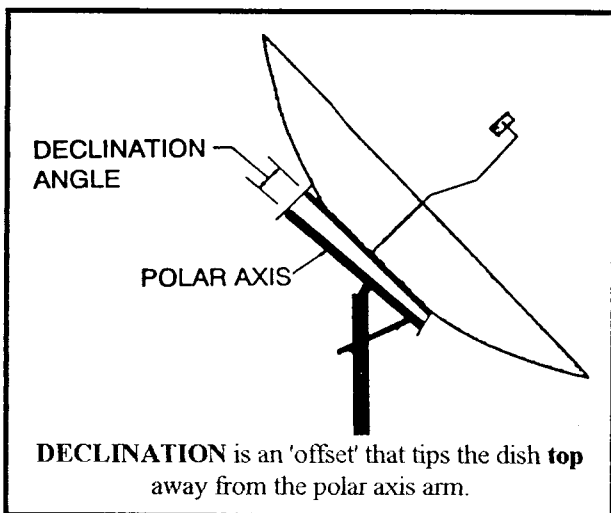 DECLINATION
ANGLE
POLAR AXIS
DECLINATION is an 'offset' that tips the dish top
away from the polar axis arm.